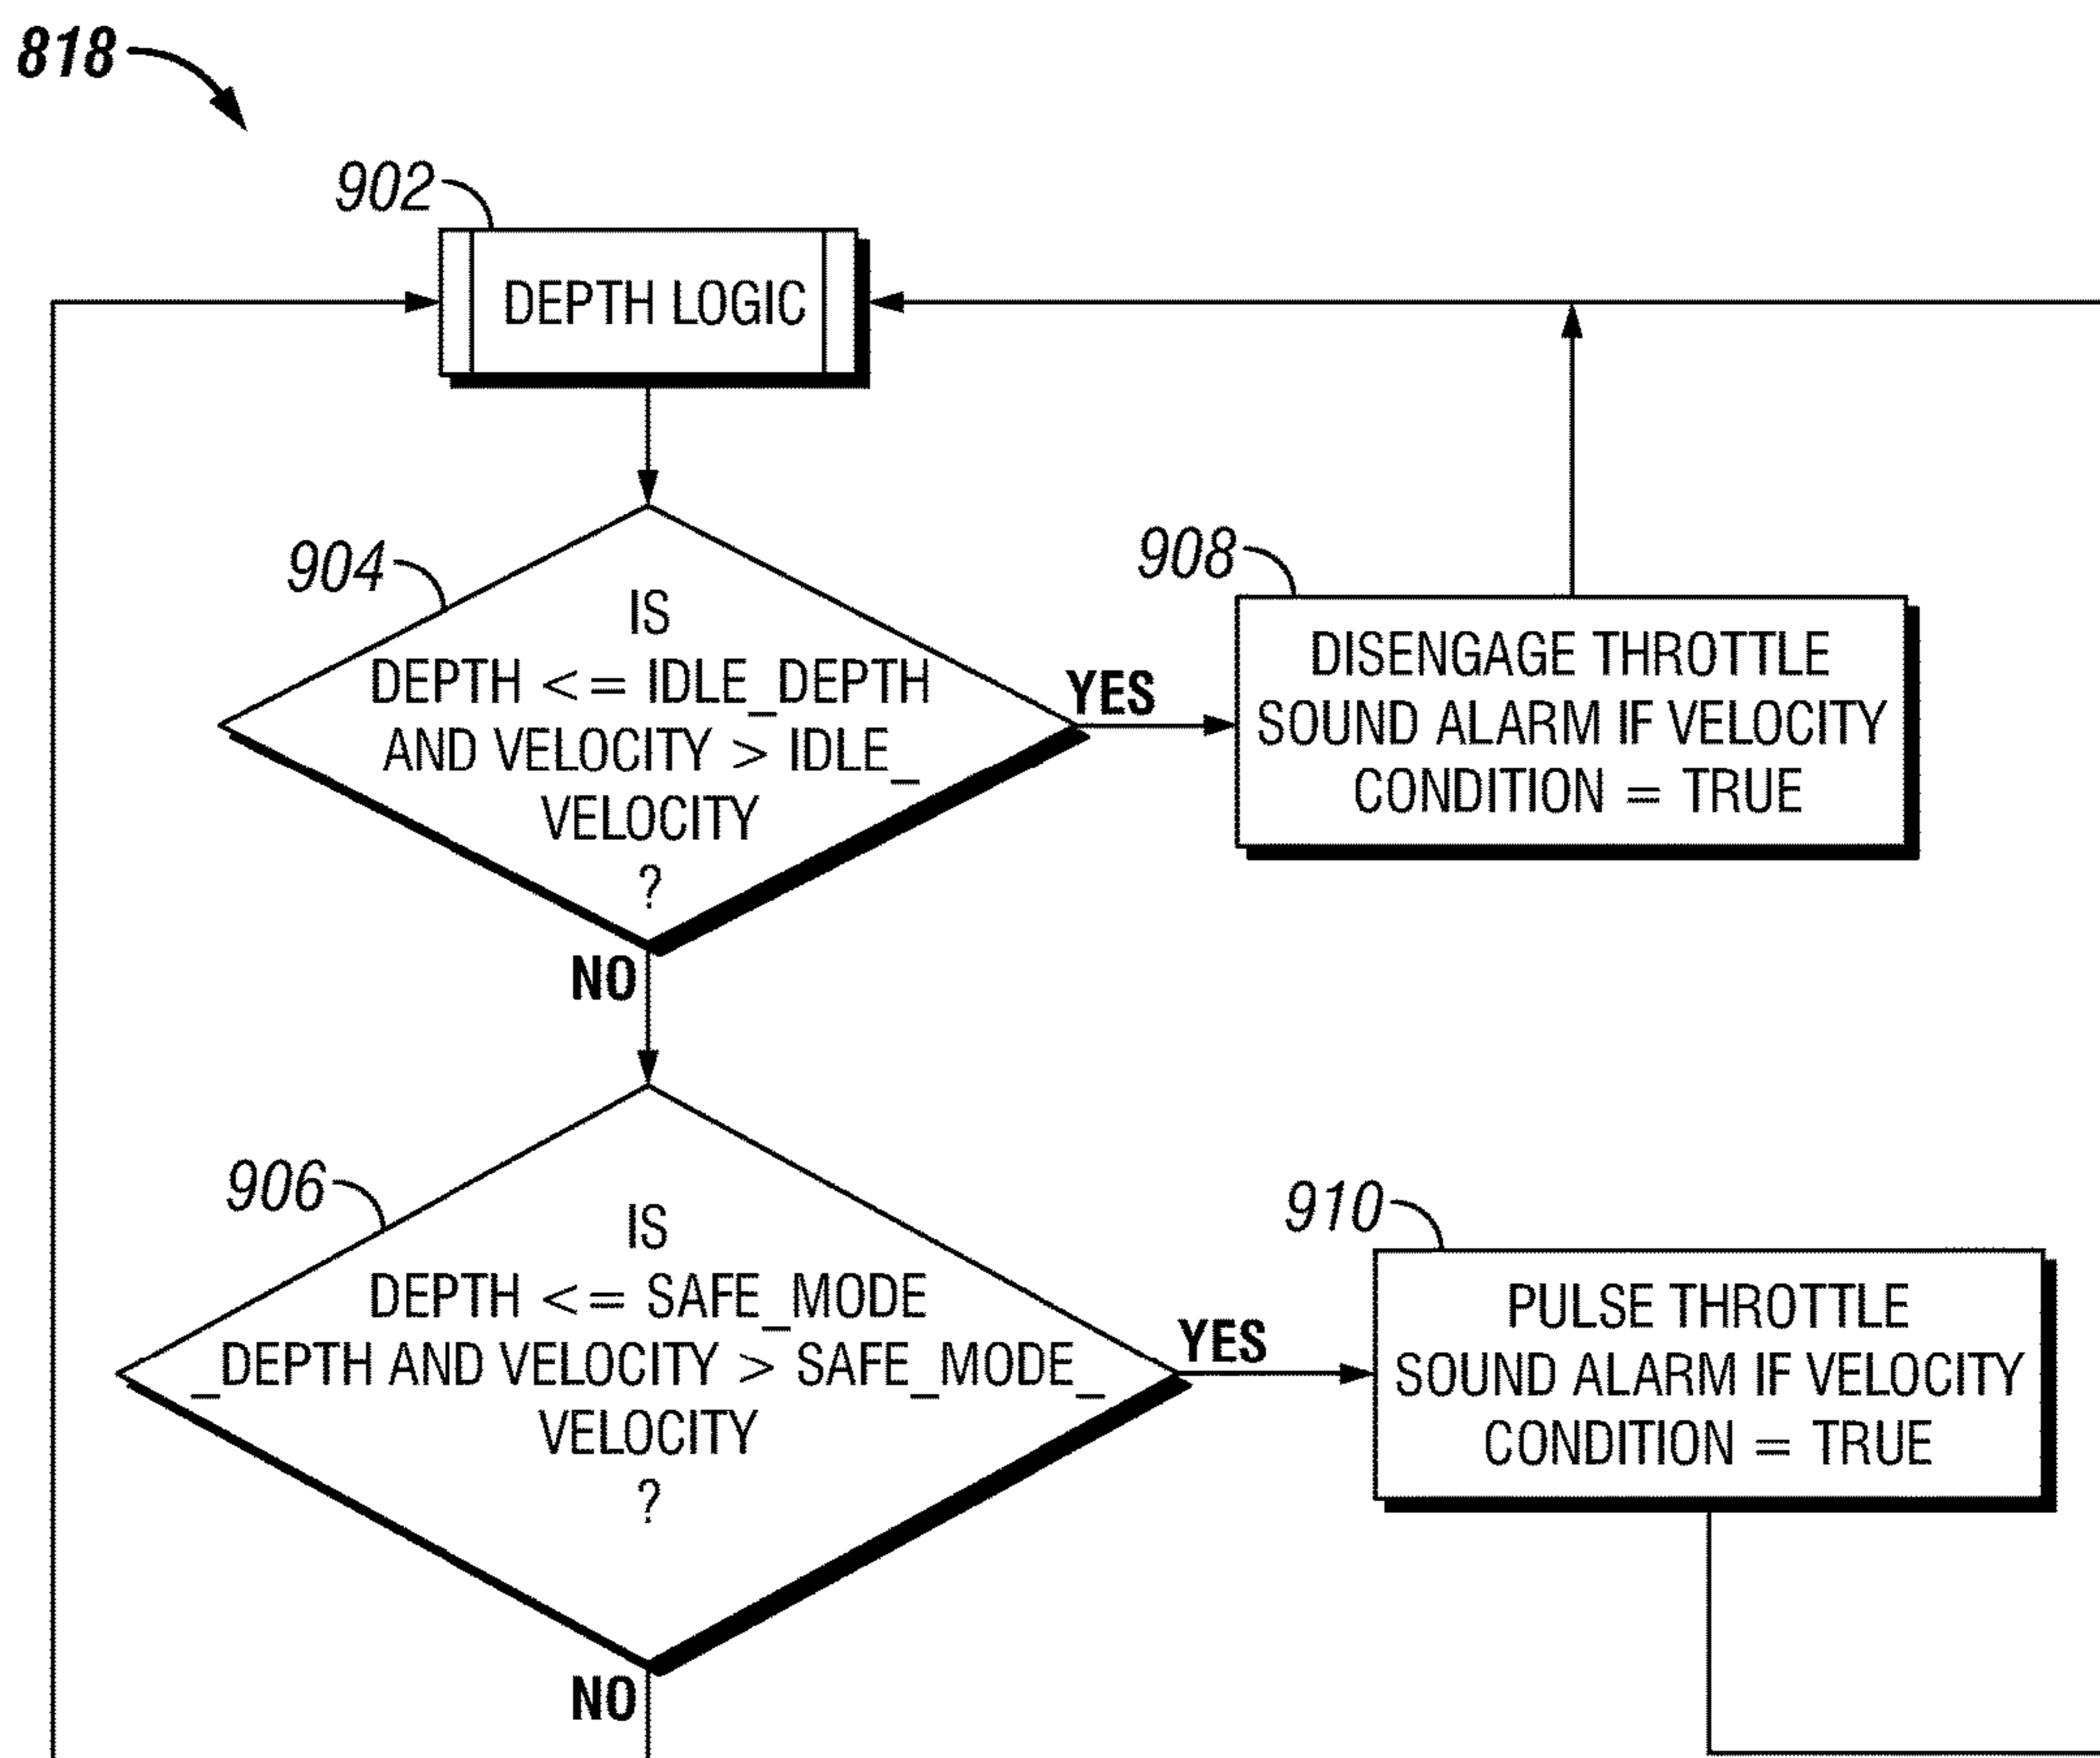 818
902
DEPTH LOGIC
904
IS
DEPTH <= IDLE_DEPTH
AND VELOCITY > IDLE_
VELOCITY
?
YES
908
DISENGAGE THROTTLE
SOUND ALARM IF VELOCITY
CONDITION = TRUE
NO
906
IS
DEPTH <= SAFE_MODE
_DEPTH AND VELOCITY > SAFE_MODE_
VELOCITY
?
YES
910
PULSE THROTTLE
SOUND ALARM IF VELOCITY
CONDITION = TRUE
NO